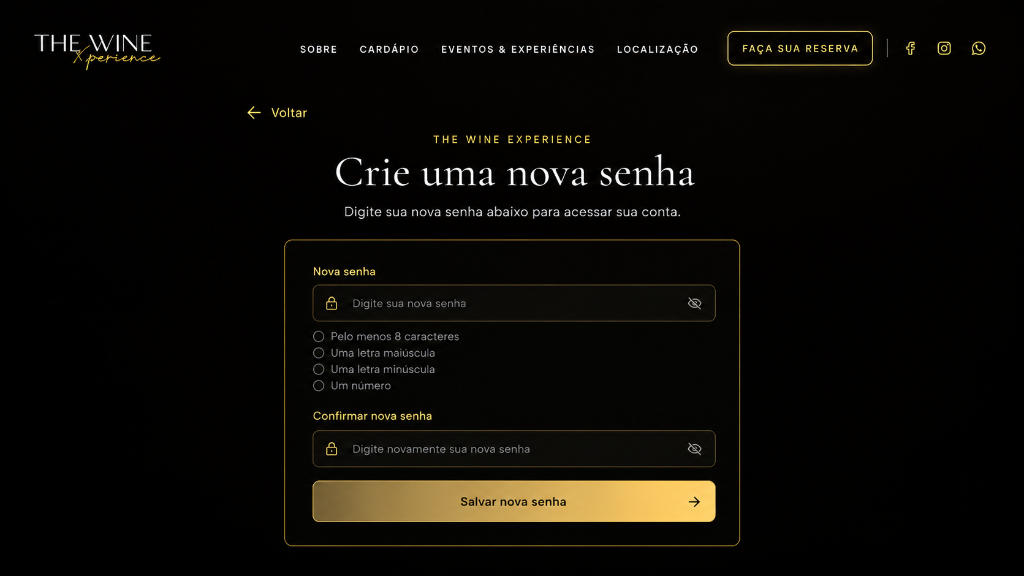 THE WINE
Xperience
SOBRE CARDÁPIO EVENTOS & EXPERIÊNCIAS LOCALIZAÇÃO FAÇA SUA RESERVA
Voltar
THE WINE EXPERIENCE
Crie uma nova senha
Digite sua nova senha abaixo para acessar sua conta.
Nova senha
Digite sua nova senha
Pelo menos 8 caracteres
Uma letra maiúscula
Uma letra minúscula
Um número
Confirmar nova senha
Digite novamente sua nova senha
Salvar nova senha